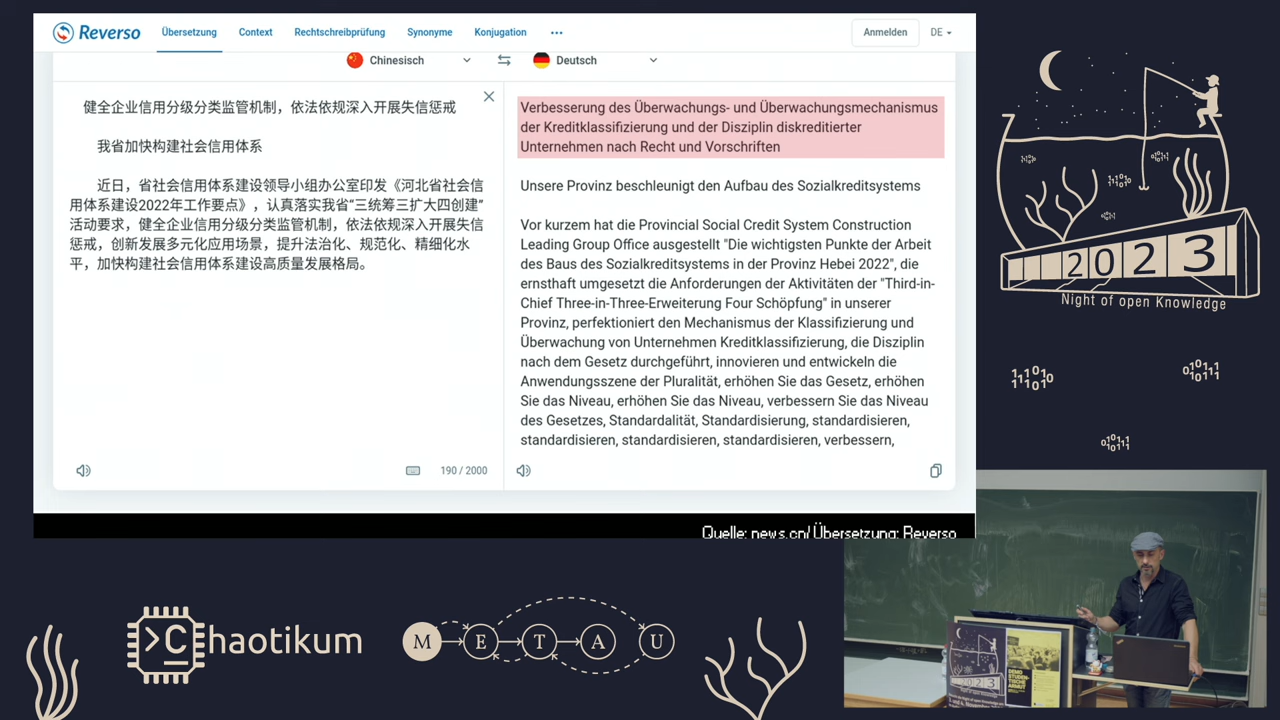 Reverso
Übersetzung
Context
Rechtschreibprüfung
Synonyme
Konjugation
Anmelden
DE
Chinesisch
Deutsch
健全企业信用分级分类监管机制，依法依规深入开展失信惩戒
我省加快构建社会信用体系
近日，省社会信用体系建设领导小组办公室印发《河北省社会信
用体系建设2022年工作要点》，认真落实我省“三统筹三扩大四创建”
活动要求，健全企业信用分级分类监管机制，依法依规深入开展失信
惩戒，创新发展多元化应用场景，提升法治化、规范化、精细化水
平，加快构建社会信用体系建设高质量发展格局。
190 / 2000
Verbesserung des Überwachungs- und Überwachungsmechanismus
der Kreditklassifizierung und der Disziplin diskreditierter
Unternehmen nach Recht und Vorschriften
Unsere Provinz beschleunigt den Aufbau des Sozialkreditsystems
Vor kurzem hat die Provincial Social Credit System Construction
Leading Group Office ausgestellt "Die wichtigsten Punkte der Arbeit
des Baus des Sozialkreditsystems in der Provinz Hebei 2022", die
ernsthaft umgesetzt die Anforderungen der Aktivitäten der "Third-in-
Chief Three-in-Three-Erweiterung Four Schöpfung" in unserer
Provinz, perfektioniert den Mechanismus der Klassifizierung und
Überwachung von Unternehmen Kreditklassifizierung, die Disziplin
nach dem Gesetz durchgeführt, innovieren und entwickeln die
Anwendungsszene der Pluralität, erhöhen Sie das Gesetz, erhöhen
Sie das Niveau, erhöhen Sie das Niveau, verbessern Sie das Niveau
des Gesetzes, Standardalität, Standardisierung, standardisieren,
standardisieren, standardisieren, standardisieren, verbessern,
Quelle: news.cn/ Übersetzung: Reverso
2023
Night of open Knowledge
11010
11101
11010
01011
10111
01011
10111
>C haotikum
M E T A U
2023
DEMO
STUDEN-
TISCHE
ARMUT